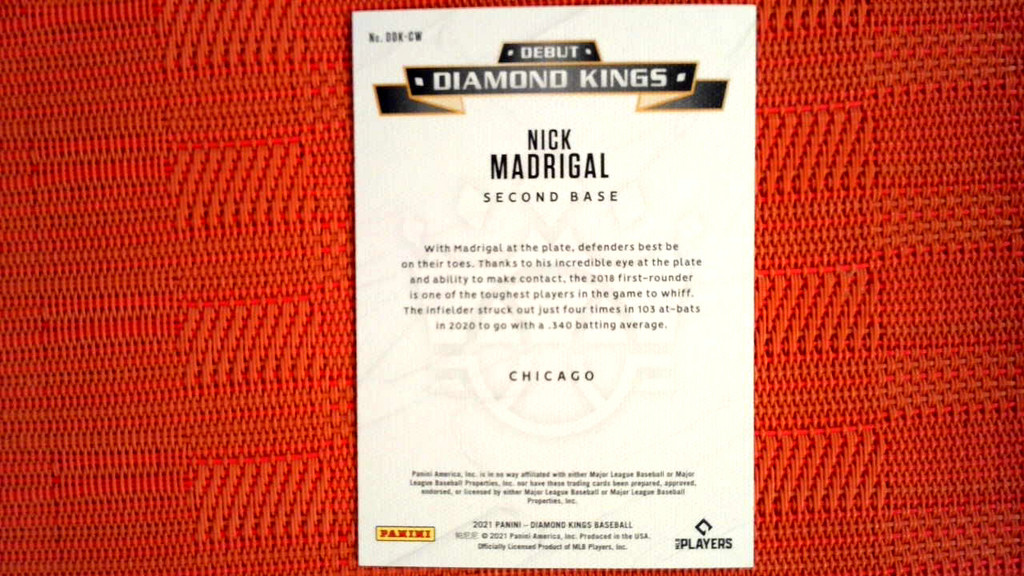 No. DDK-GW
DEBUT
DIAMOND KINGS
NICK
MADRIGAL
SECOND BASE
With Madrigal at the plate, defenders best be
on their toes. Thanks to his incredible eye at the plate
and ability to make contact, the 2018 first-rounder
is one of the toughest players in the game to whiff.
The infielder struck out just four times in 103 at-bats
in 2020 to go with a .340 batting average.
CHICAGO
Panini America, Inc. is in no way affiliated with either Major League Baseball or Major
League Baseball Properties, Inc. nor have these trading cards been prepared, approved,
endorsed, or licensed by either Major League Baseball or Major League Baseball
Properties, Inc.
2021 PANINI – DIAMOND KINGS BASEBALL
© 2021 Panini America, Inc. Produced in the USA.
Officially Licensed Product of MLB Players, Inc.
PANINI
PLAYERS